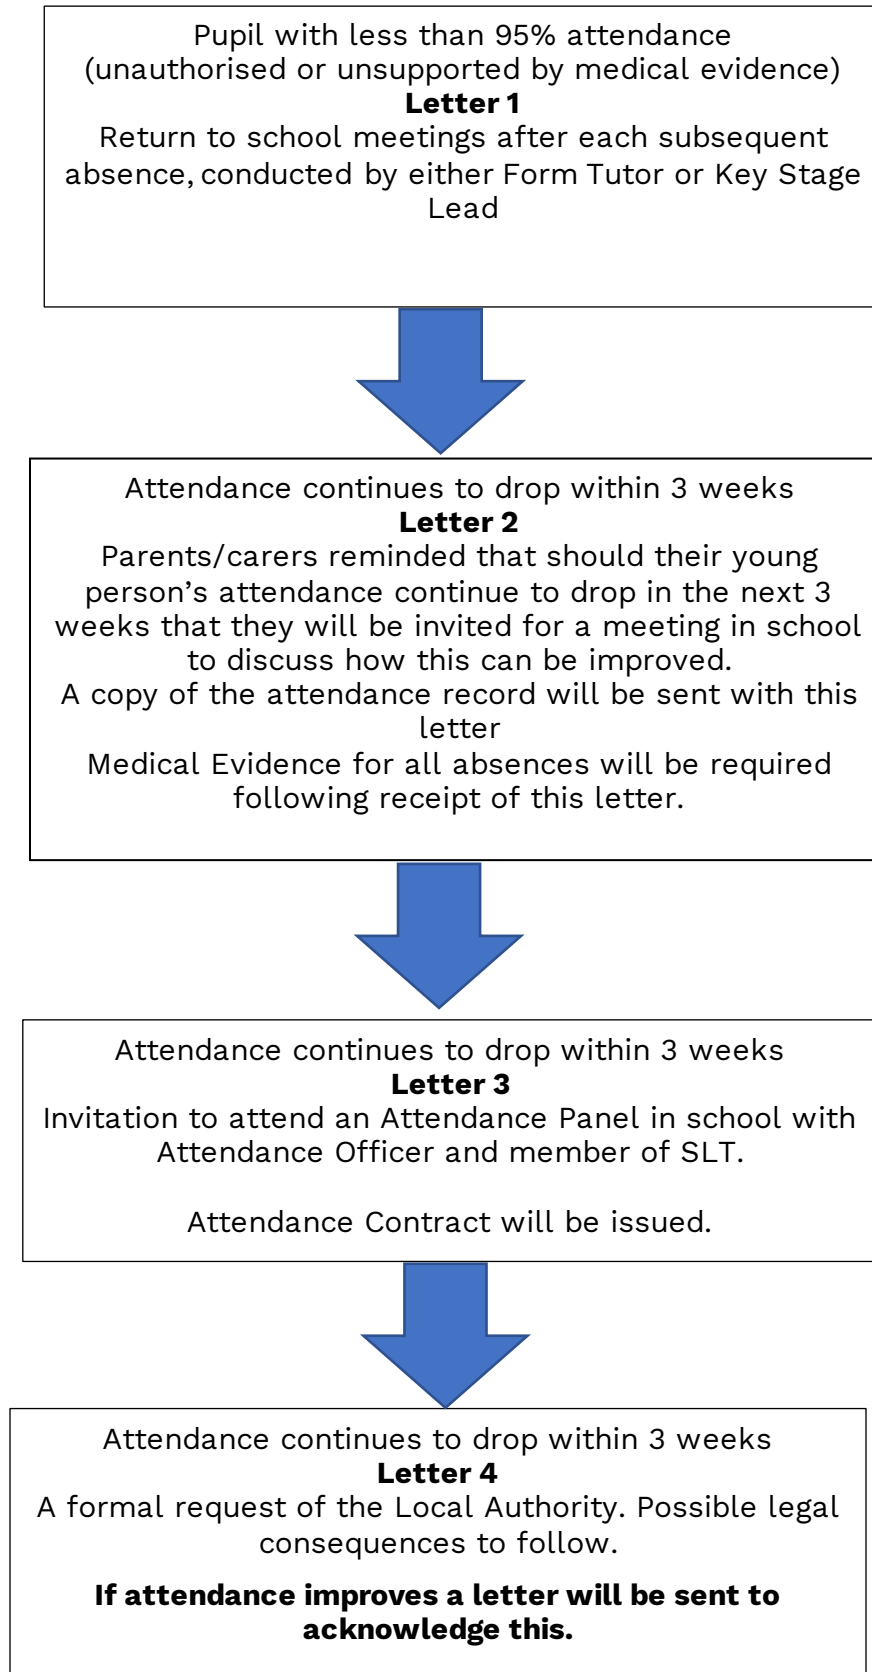 Pupil with less than 95% attendance
(unauthorised or unsupported by medical evidence)
Letter 1
Return to school meetings after each subsequent
absence, conducted by either Form Tutor or Key Stage
Lead
Attendance continues to drop within 3 weeks
Letter 2
Parents/carers reminded that should their young
person’s attendance continue to drop in the next 3
weeks that they will be invited for a meeting in school
to discuss how this can be improved.
A copy of the attendance record will be sent with this
letter
Medical Evidence for all absences will be required
following receipt of this letter.
Attendance continues to drop within 3 weeks
Letter 3
Invitation to attend an Attendance Panel in school with
Attendance Officer and member of SLT.
Attendance Contract will be issued.
Attendance continues to drop within 3 weeks
Letter 4
A formal request of the Local Authority. Possible legal
consequences to follow.
If attendance improves a letter will be sent to
acknowledge this.